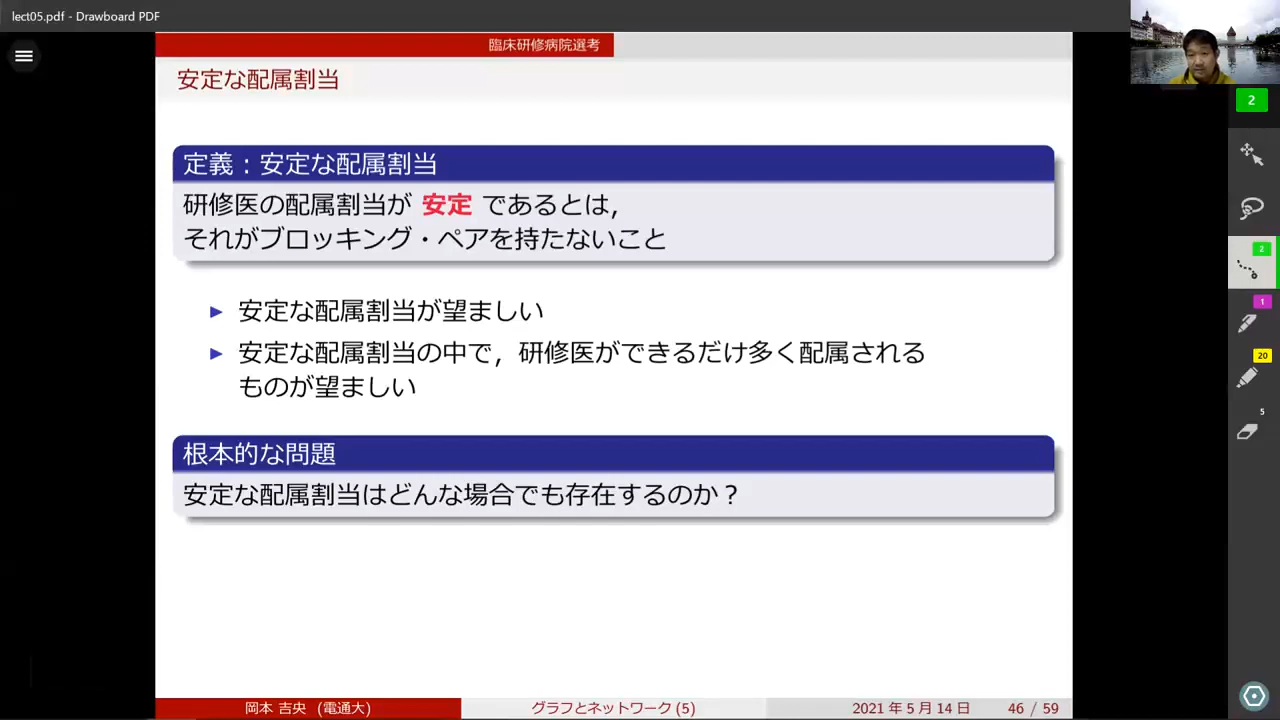 lect05.pdf - Drawboard PDF
臨床研修病院選考
安定な配属割当
定義：安定な配属割当
研修医の配属割当が 安定 であるとは,
それがブロッキング・ペアを持たないこと
▶ 安定な配属割当が望ましい
▶ 安定な配属割当の中で，研修医ができるだけ多く配属される
ものが望ましい
根本的な問題
安定な配属割当はどんな場合でも存在するのか？
岡本 吉央 (電通大)
グラフとネットワーク (5)
2021 年 5 月 14 日
46 / 59
2
2
1
20
5